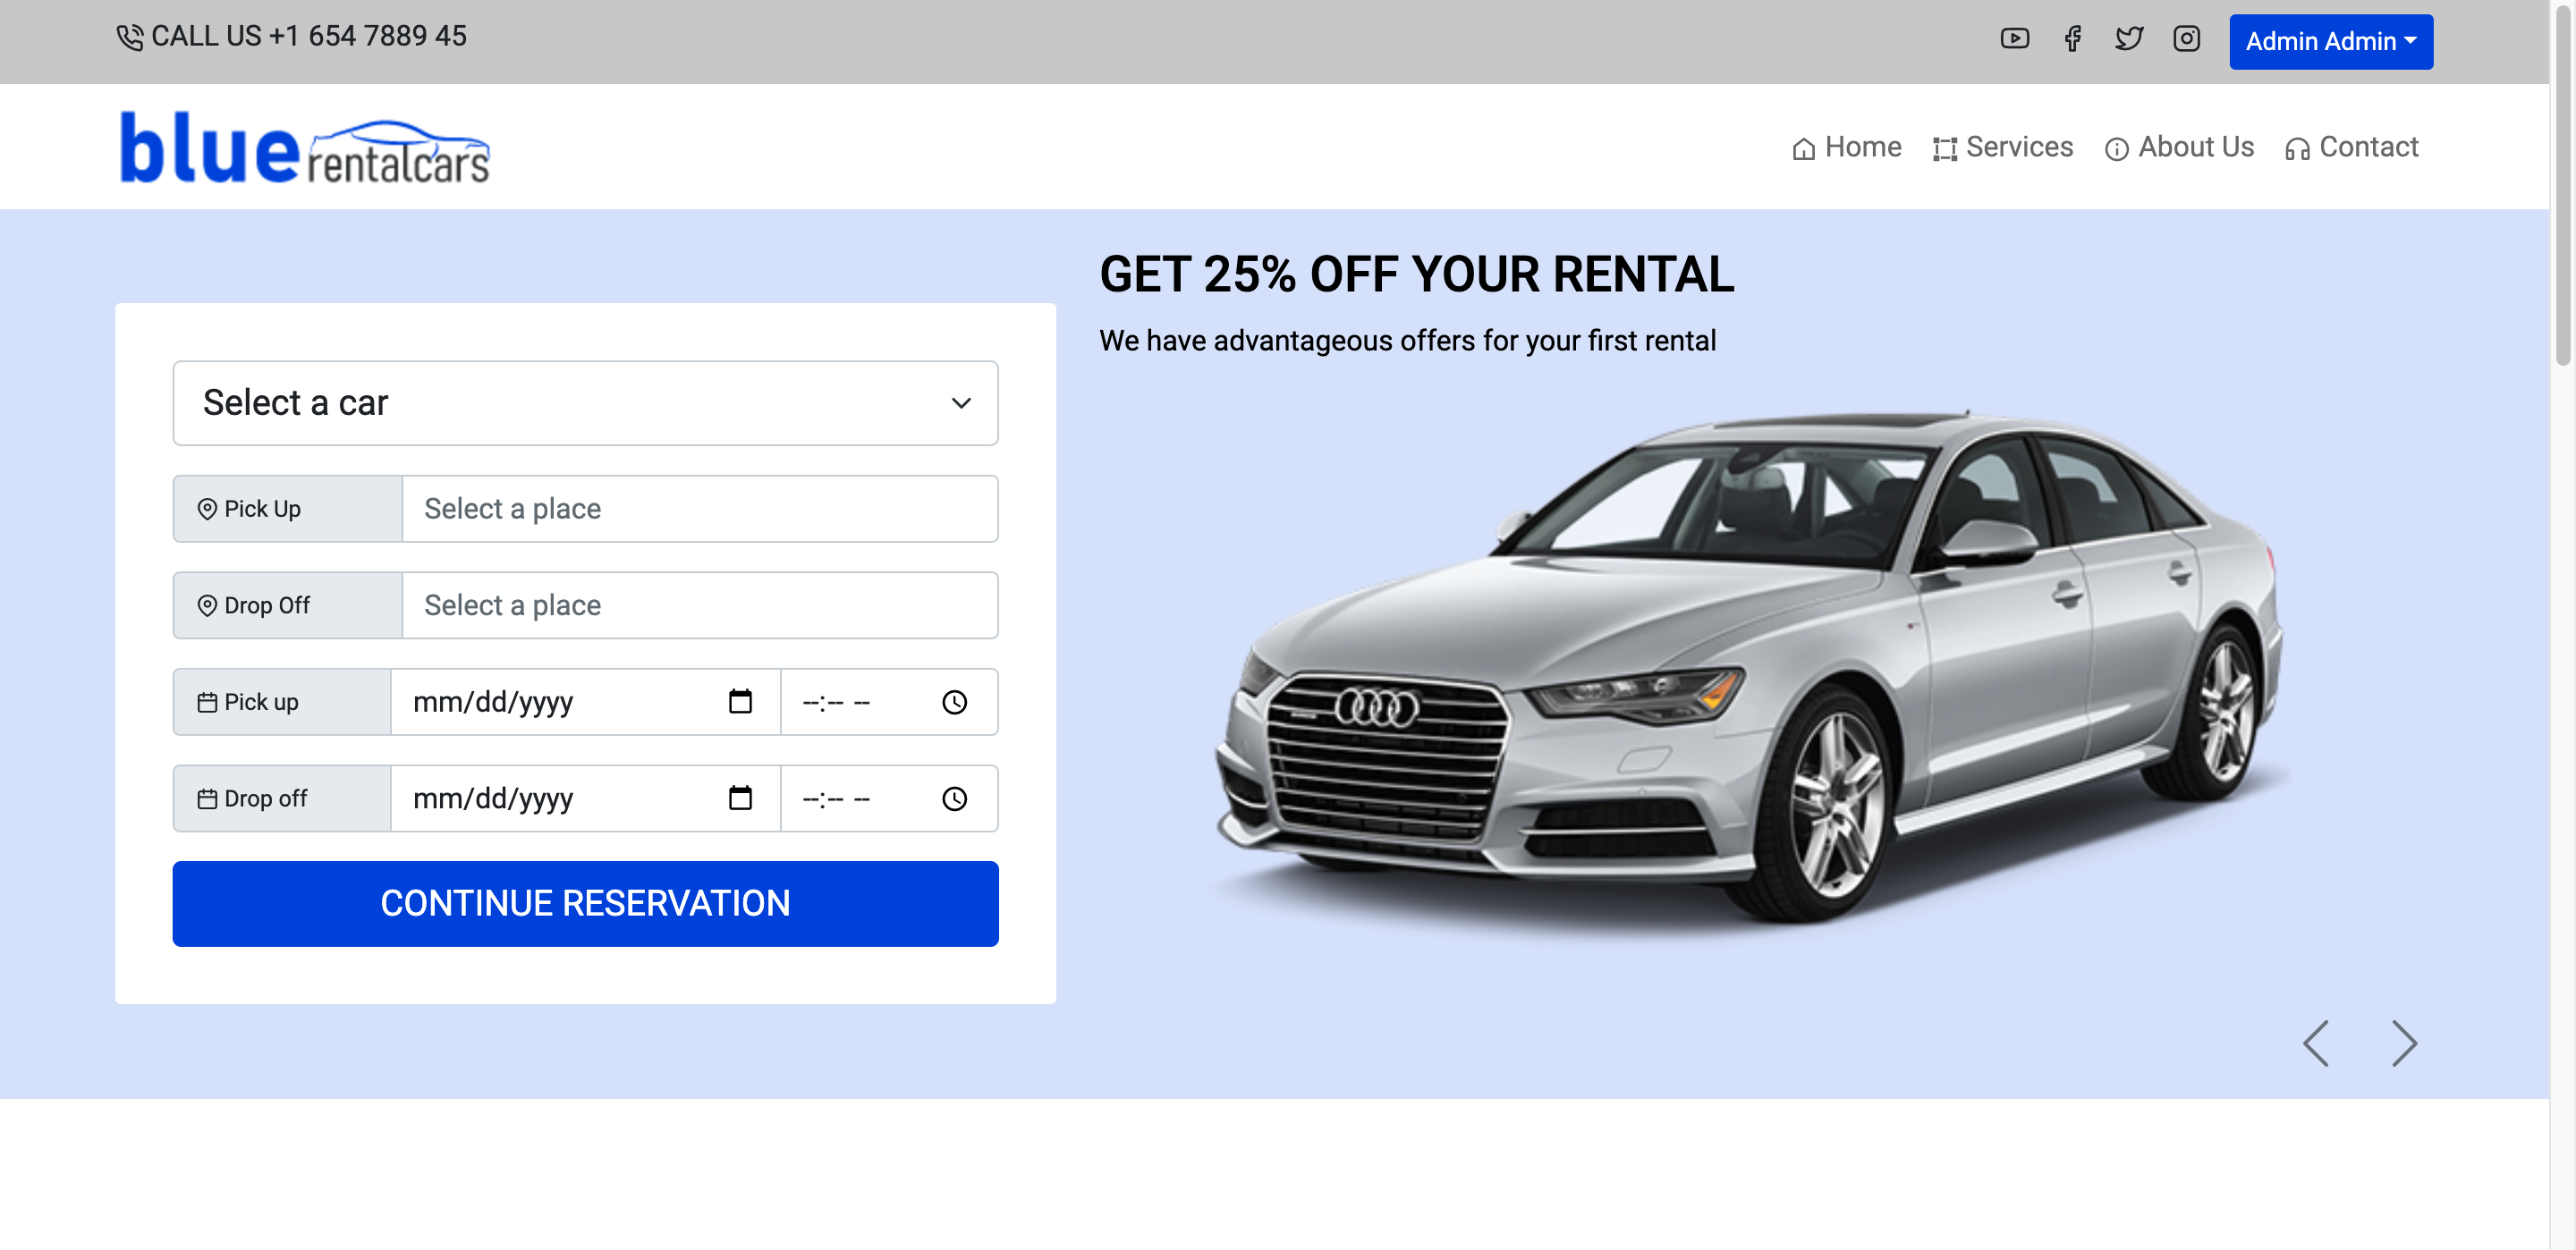 CALL US +1 654 7889 45
Admin Admin
blue rentalcars
Home
Services
About Us
Contact
GET 25% OFF YOUR RENTAL
We have advantageous offers for your first rental
Select a car
Pick Up
Select a place
Drop Off
Select a place
Pick up
mm/dd/yyyy
--:-- --
Drop off
mm/dd/yyyy
--:-- --
CONTINUE RESERVATION